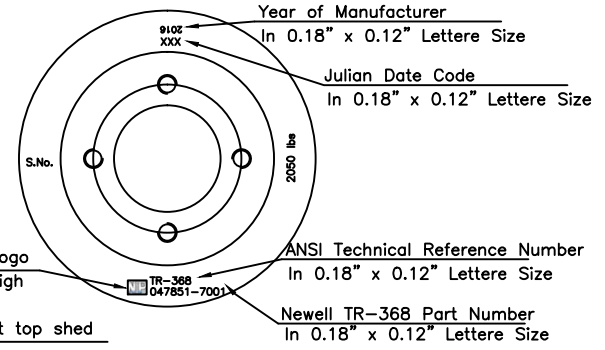 Year of Manufacturer
In 0.18" x 0.12" Lettere Size
2016
XXX
Julian Date Code
In 0.18" x 0.12" Lettere Size
S.No.
2050 lbs
ogo
igh
TR-368
047851-7001
ANSI Technical Reference Number
In 0.18" x 0.12" Lettere Size
Newell TR-368 Part Number
In 0.18" x 0.12" Lettere Size
t top shed